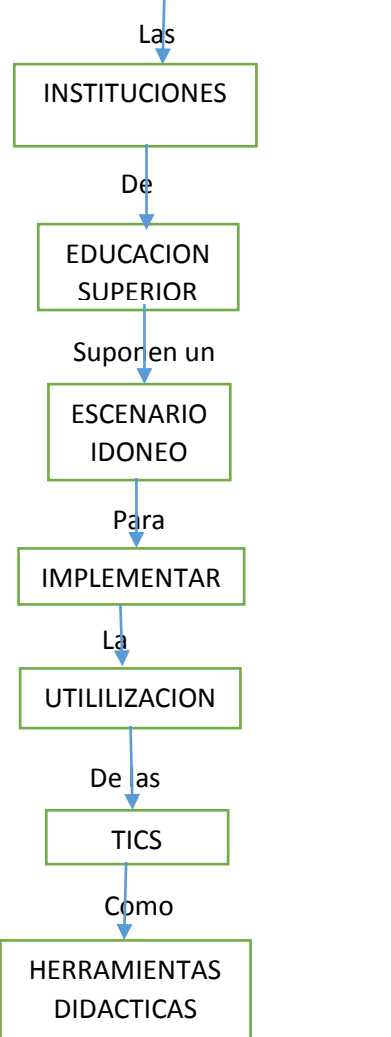 Las
INSTITUCIONES
De
EDUCACION
SUPERIOR
Suponen un
ESCENARIO
IDONEO
Para
IMPLEMENTAR
La
UTILILIZACION
De las
TICS
Como
HERRAMIENTAS
DIDACTICAS